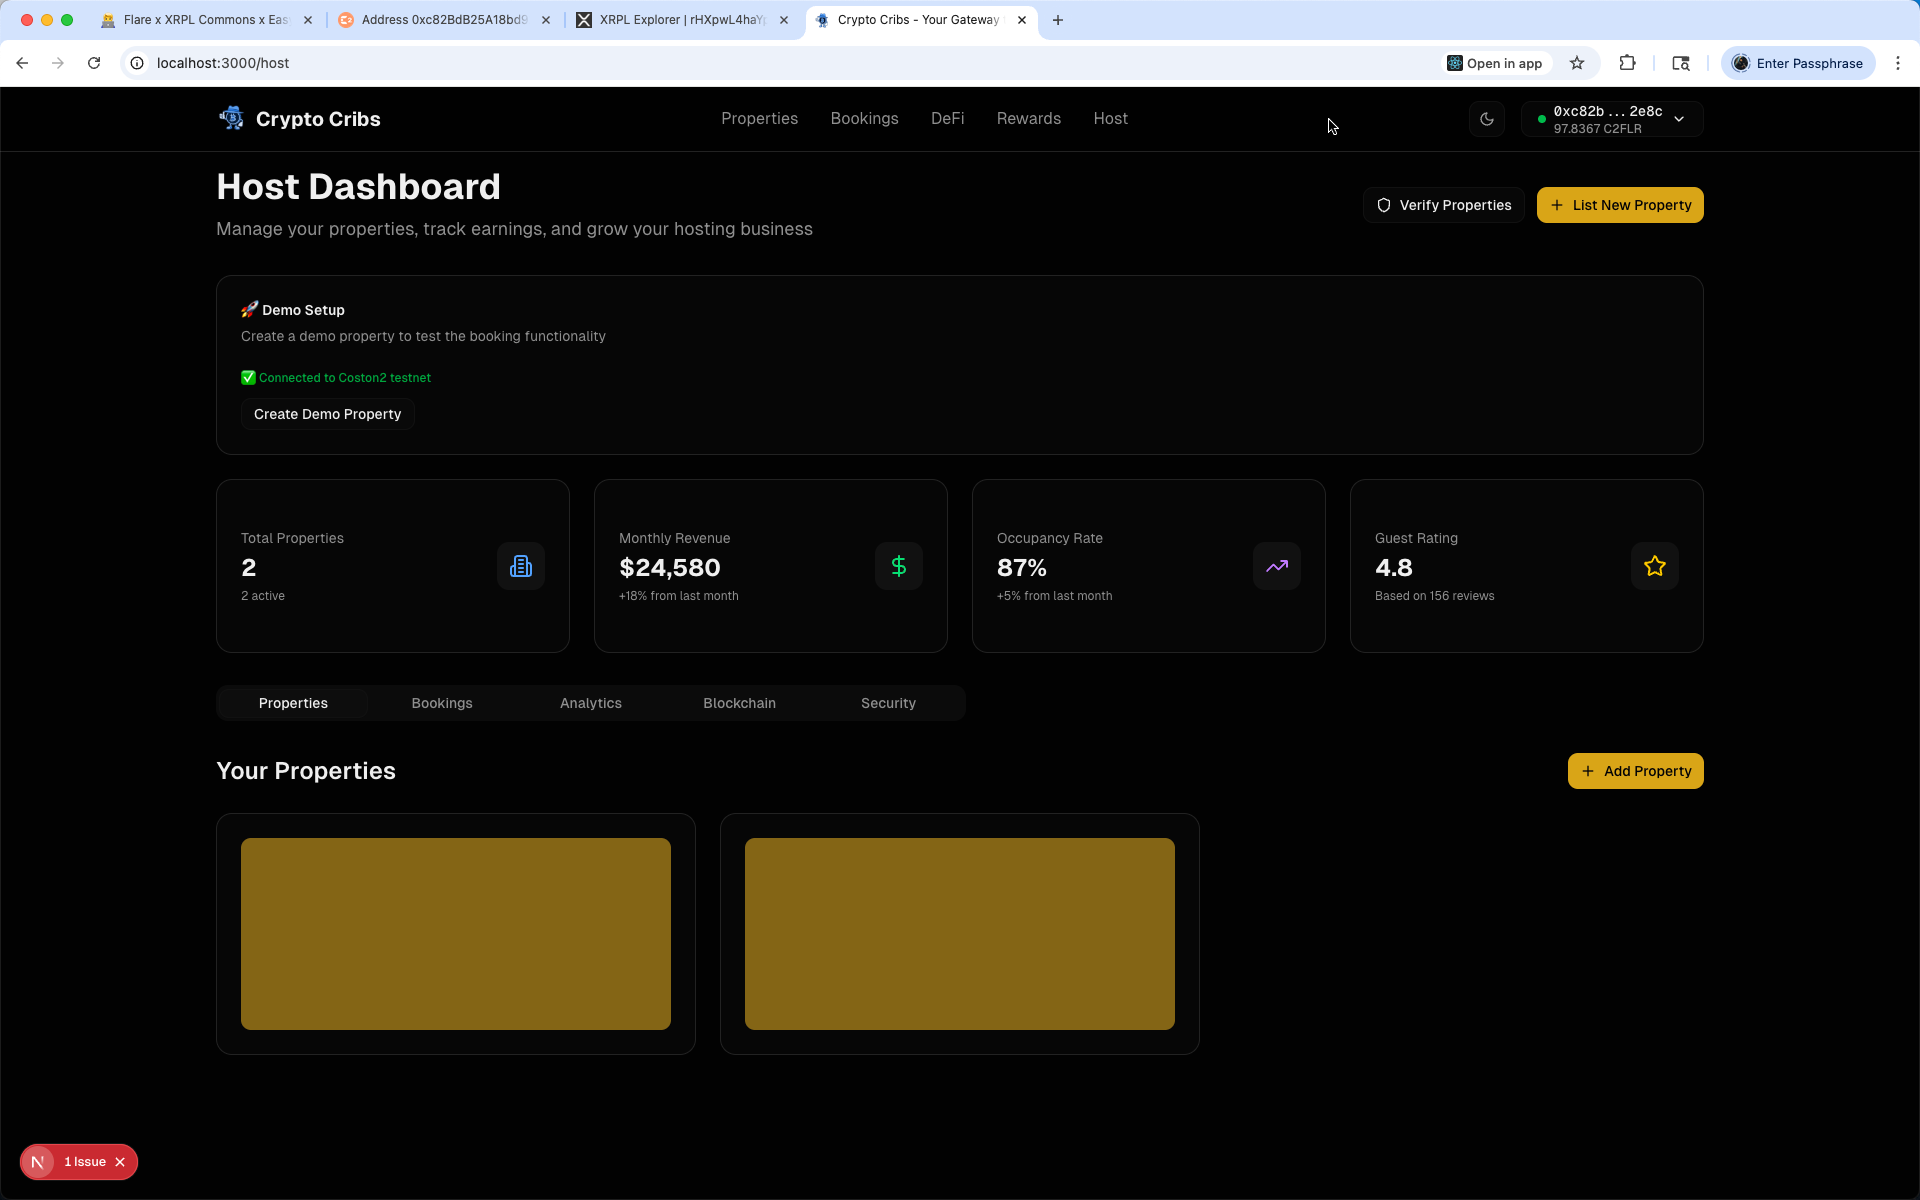 Flare x XRPL Commons x Eas
Address 0xc82BdB25A18bd9
XRPL Explorer | rHXpwL4haYp
Crypto Cribs - Your Gateway
localhost:3000/host
Open in app
Enter Passphrase
Crypto Cribs
Properties
Bookings
DeFi
Rewards
Host
0xc82b...2e8c
97.8367 C2FLR
Host Dashboard
Manage your properties, track earnings, and grow your hosting business
Verify Properties
+ List New Property
🚀 Demo Setup
Create a demo property to test the booking functionality
✅ Connected to Coston2 testnet
Create Demo Property
Total Properties
2
2 active
Monthly Revenue
$24,580
+18% from last month
Occupancy Rate
87%
+5% from last month
Guest Rating
4.8
Based on 156 reviews
Properties
Bookings
Analytics
Blockchain
Security
Your Properties
+ Add Property
N
1 Issue